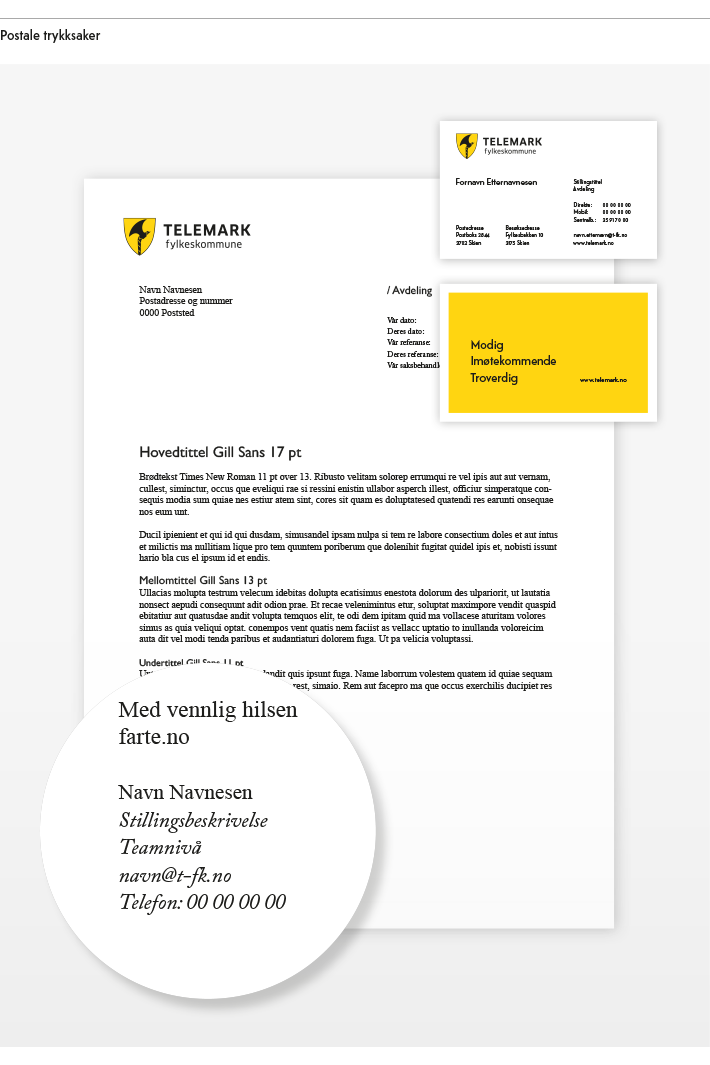 Postale trykksaker
TELEMARK
fylkeskommune
Fornavn Etternavnesen
Stillingstittel
Avdeling
Direkte: 00 00 00 00
Mobil: 00 00 00 00
Sentralb.: 35 91 70 00
Postadresse
Postboks 2844
3702 Skien
Besøksadresse
Fylkesbakken 10
3715 Skien
navn.etternavn@t-fk.no
www.telemark.no
TELEMARK
fylkeskommune
Navn Navnesen
Postadresse og nummer
0000 Poststed
/ Avdeling
Vår dato:
Deres dato:
Vår referanse:
Deres referanse:
Vår saksbehandl
Modig
Imøtekommende
Troverdig
www.telemark.no
Hovedtittel Gill Sans 17 pt
Brødtekst Times New Roman 11 pt over 13. Ribusto velitam solorep errumqui re vel ipis aut aut vernam,
cullest, siminctur, occus que eveliqui rae si ressini enistin ullabor asperch illest, officiur simperatque con-
sequis modia sum quiae nes estiur atem sint, cores sit quam es doluptatesed quatendi res earunti onsequae
nos eum unt.
Ducil ipienient et qui id qui dusdam, simusandel ipsam nulpa si tem re labore consectium doles et aut intus
et milictis ma nullitiam lique pro tem quuntem poriberum que dolenihit fugitat quidel ipis et, nobisti issunt
hario bla cus el ipsum id et endis.
Mellomtittel Gill Sans 13 pt
Ullacias molupta testrum velecum idebitas dolupta ecatisimus enestota dolorum des ulpariorit, ut lautatia
nonsect aepudi consequunt adit odion prae. Et recae velenimintus etur, soluptat maximpore vendit quaspid
ebitatiur aut quatusdae andit volupta temquos elit, te odi dem ipitam quid ma vollacese aturitam volores
simus as quia veliqui optat. conempos vent quatis nem faciist as vellacc uptatio to inullanda voloreicim
auta dit vel modi tenda paribus et audantiaturi dolorem fuga. Ut pa velicia voluptassi.
Undertittel Gill Sans 11 pt
landit quis ipsunt fuga. Name laborrum volestem quatem id quiae sequam
rest, simaio. Rem aut facepro ma que occus exerchilis ducipiet res
Med vennlig hilsen
farte.no
Navn Navnesen
Stillingsbeskrivelse
Teamnivå
navn@t-fk.no
Telefon: 00 00 00 00